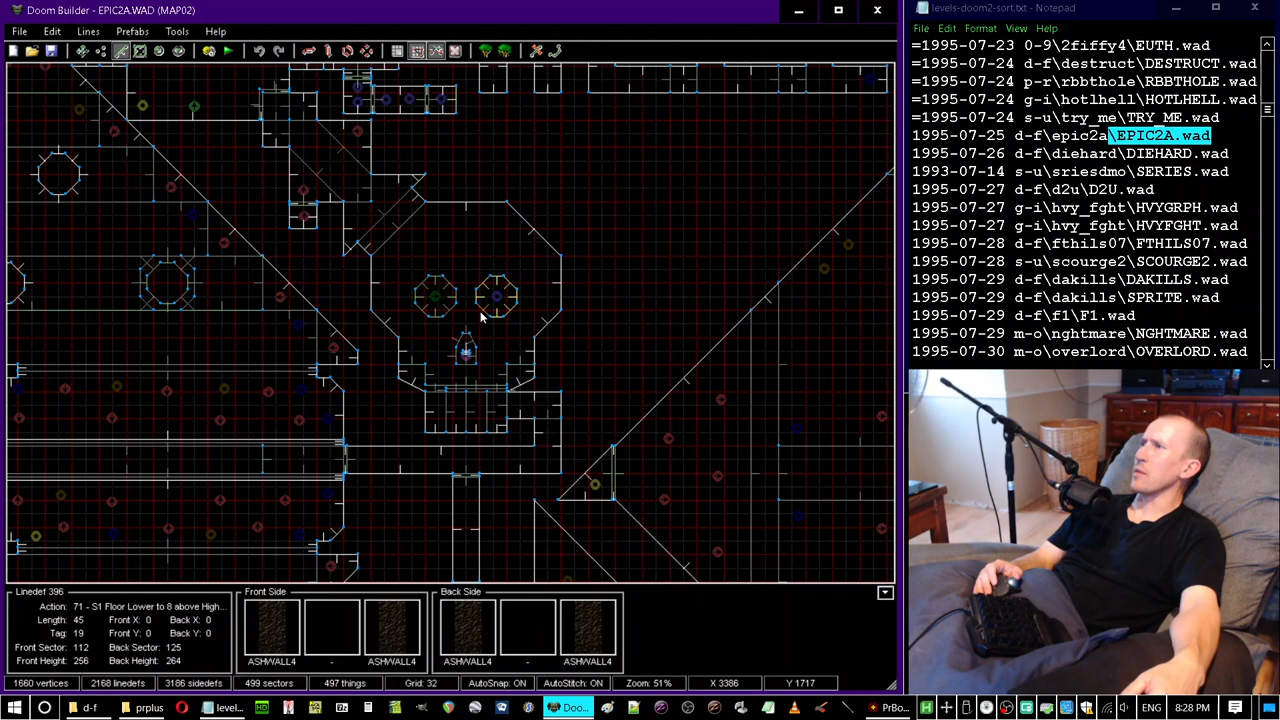 Doom Builder - EPIC2A.WAD (MAP02)
File Edit Lines Prefabs Tools Help
Linedef 396
Action: 71 - S1 Floor Lower to 8 above High...
Length: 45 Front X: 0 Back X: 0
Tag: 19 Front Y: 0 Back Y: 0
Front Sector: 112 Back Sector: 125
Front Height: 256 Back Height: 264
Front Side
ASHWALL4 - ASHWALL4
Back Side
ASHWALL4 - ASHWALL4
1660 vertices 2168 linedefs 3186 sidedefs 499 sectors 497 things Grid: 32 AutoSnap: ON AutoStitch: ON Zoom: 51% X 3386 Y 1717
levels-doom2-sort.txt - Notepad
File Edit Format View Help
=1995-07-23 0-9\2fiffy4\EUTH.wad
=1995-07-24 d-f\destruct\DESTRUCT.wad
=1995-07-24 p-r\rbbthole\RBBTHOLE.WAD
=1995-07-24 g-i\hotlhell\HOTLHELL.WAD
=1995-07-24 s-u\try_me\TRY_ME.wad
1995-07-25 d-f\epic2a\EPIC2A.wad
1995-07-26 d-f\diehard\DIEHARD.WAD
1993-07-14 s-u\sriesdmo\SERIES.wad
1995-07-27 d-f\d2u\D2U.wad
1995-07-27 g-i\hvy_fght\HVYGRPH.wad
1995-07-27 g-i\hvy_fght\HVYFGHT.wad
1995-07-28 d-f\fthils07\FTHILS07.wad
1995-07-28 s-u\scourge2\SCOURGE2.wad
1995-07-29 d-f\dakills\DAKILLS.wad
1995-07-29 d-f\dakills\SPRITE.wad
1995-07-29 d-f\f1\F1.wad
1995-07-29 m-o\nghtmare\NGHTMARE.WAD
1995-07-30 m-o\overlord\OVERLORD.WAD
d-f prplus level... Doo... PrBo... ENG 8:28 PM